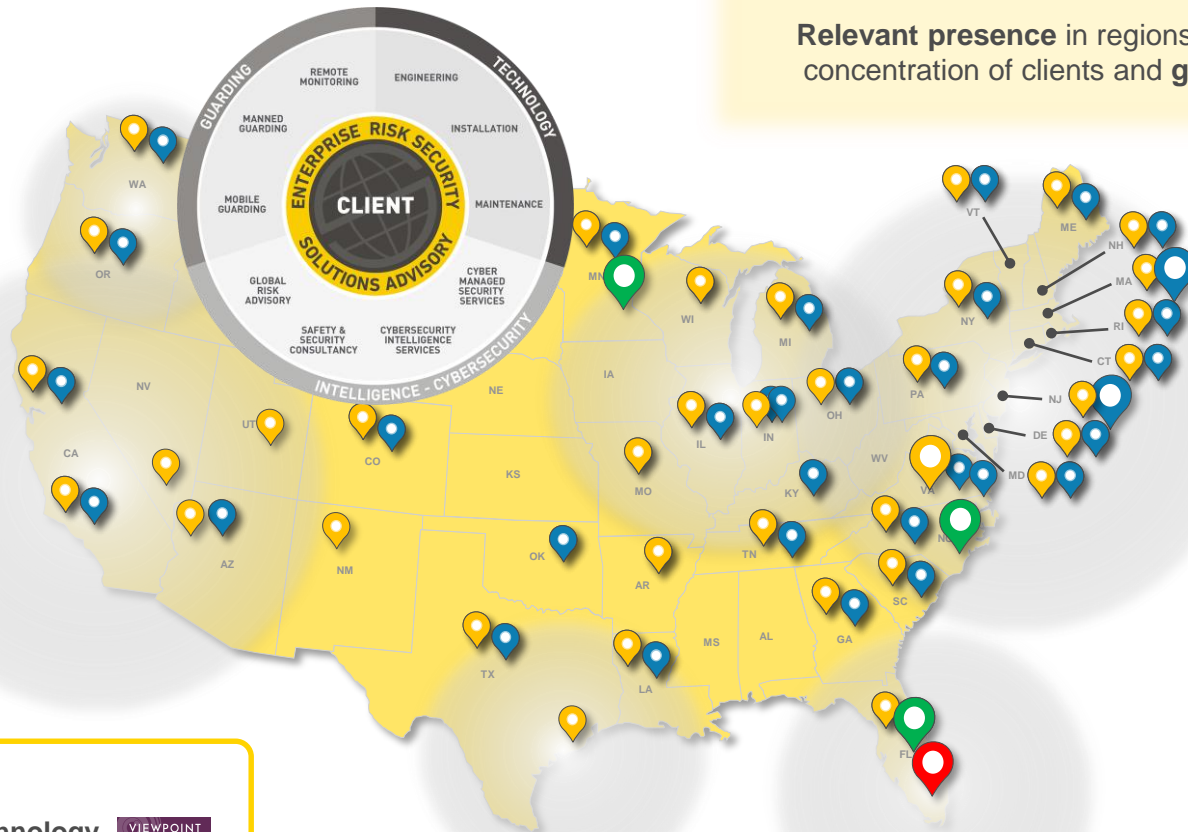 Relevant presence in regions
concentration of clients and g
GUARDING
TECHNOLOGY
INTELLIGENCE - CYBERSECURITY
REMOTE
MONITORING
ENGINEERING
MANNED
GUARDING
INSTALLATION
MOBILE
GUARDING
MAINTENANCE
GLOBAL
RISK
ADVISORY
CYBER
MANAGED
SECURITY
SERVICES
SAFETY &
SECURITY
CONSULTANCY
CYBERSECURITY
INTELLIGENCE
SERVICES
ENTERPRISE RISK SECURITY
SOLUTIONS ADVISORY
CLIENT
WA
OR
NV
CA
UT
AZ
CO
NM
NE
KS
OK
TX
MN
IA
MO
AR
LA
WI
IL
MI
IN
OH
KY
TN
MS
AL
GA
FL
SC
NC
VA
WV
PA
NY
VT
ME
NH
MA
RI
CT
NJ
DE
MD
hnology
VIEWPOINT